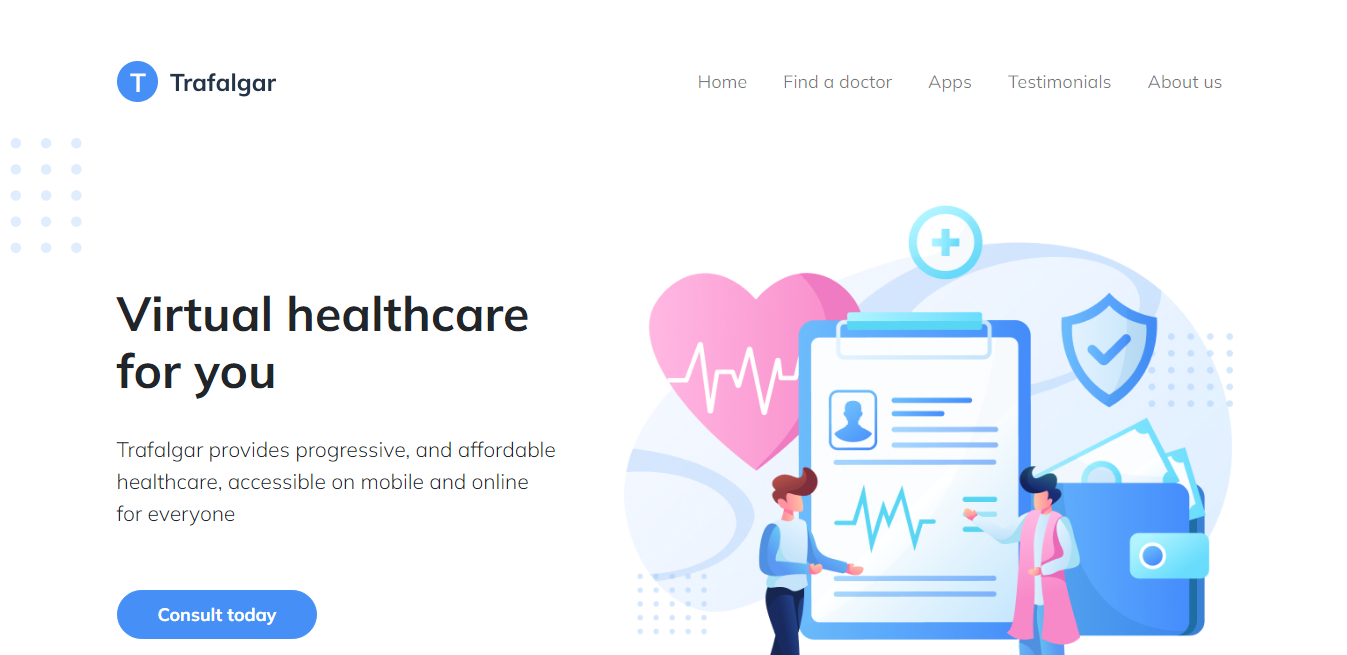 T Trafalgar
Home Find a doctor Apps Testimonials About us
Virtual healthcare
for you
Trafalgar provides progressive, and affordable
healthcare, accessible on mobile and online
for everyone
Consult today